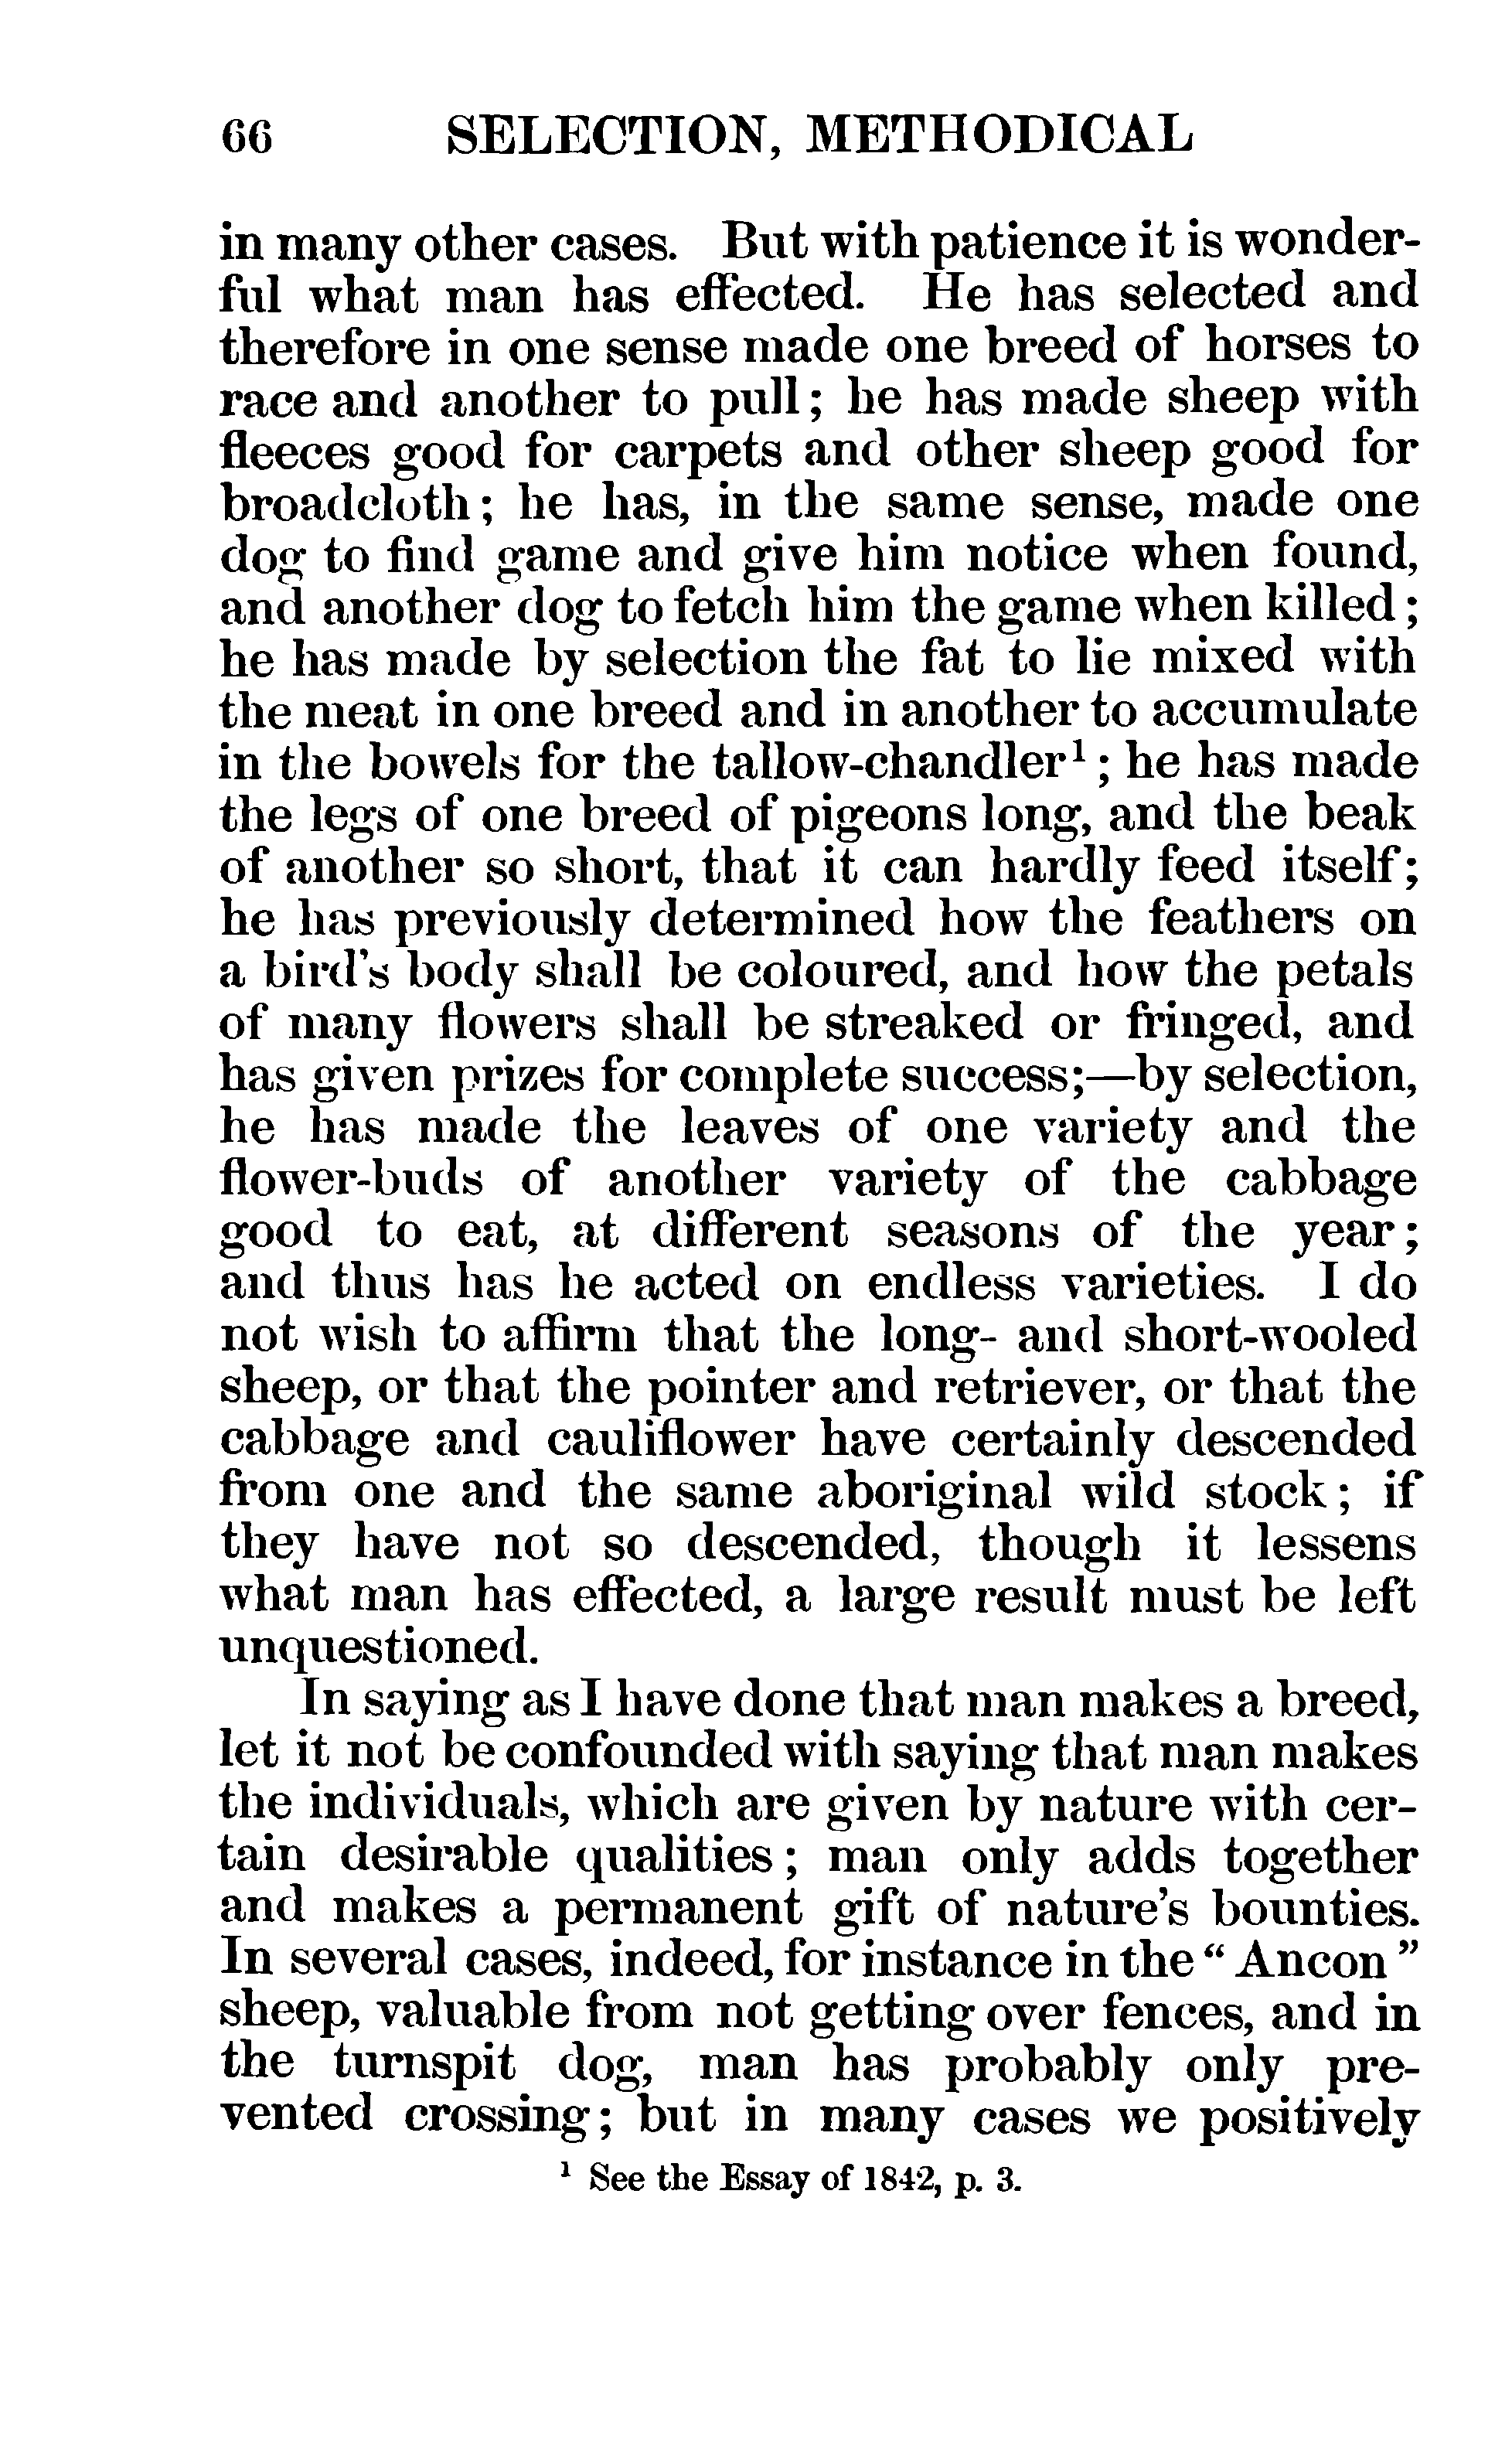 66 SELECTION, METHODICAL
in many other cases. But with patience it is wonder-
ful what man has effected. He has selected and
therefore in one sense made one breed of horses to
race and another to pull; he has made sheep with
fleeces good for carpets and other sheep good for
broadcloth; he has, in the same sense, made one
dog to find game and give him notice when found,
and another dog to fetch him the game when killed;
he has made by selection the fat to lie mixed with
the meat in one breed and in another to accumulate
in the bowels for the tallow-chandler¹; he has made
the legs of one breed of pigeons long, and the beak
of another so short, that it can hardly feed itself;
he has previously determined how the feathers on
a bird's body shall be coloured, and how the petals
of many flowers shall be streaked or fringed, and
has given prizes for complete success;—by selection,
he has made the leaves of one variety and the
flower-buds of another variety of the cabbage
good to eat, at different seasons of the year;
and thus has he acted on endless varieties. I do
not wish to affirm that the long- and short-wooled
sheep, or that the pointer and retriever, or that the
cabbage and cauliflower have certainly descended
from one and the same aboriginal wild stock; if
they have not so descended, though it lessens
what man has effected, a large result must be left
unquestioned.
In saying as I have done that man makes a breed,
let it not be confounded with saying that man makes
the individuals, which are given by nature with cer-
tain desirable qualities; man only adds together
and makes a permanent gift of nature's bounties.
In several cases, indeed, for instance in the "Ancon"
sheep, valuable from not getting over fences, and in
the turnspit dog, man has probably only pre-
vented crossing; but in many cases we positively
¹ See the Essay of 1842, p. 3.